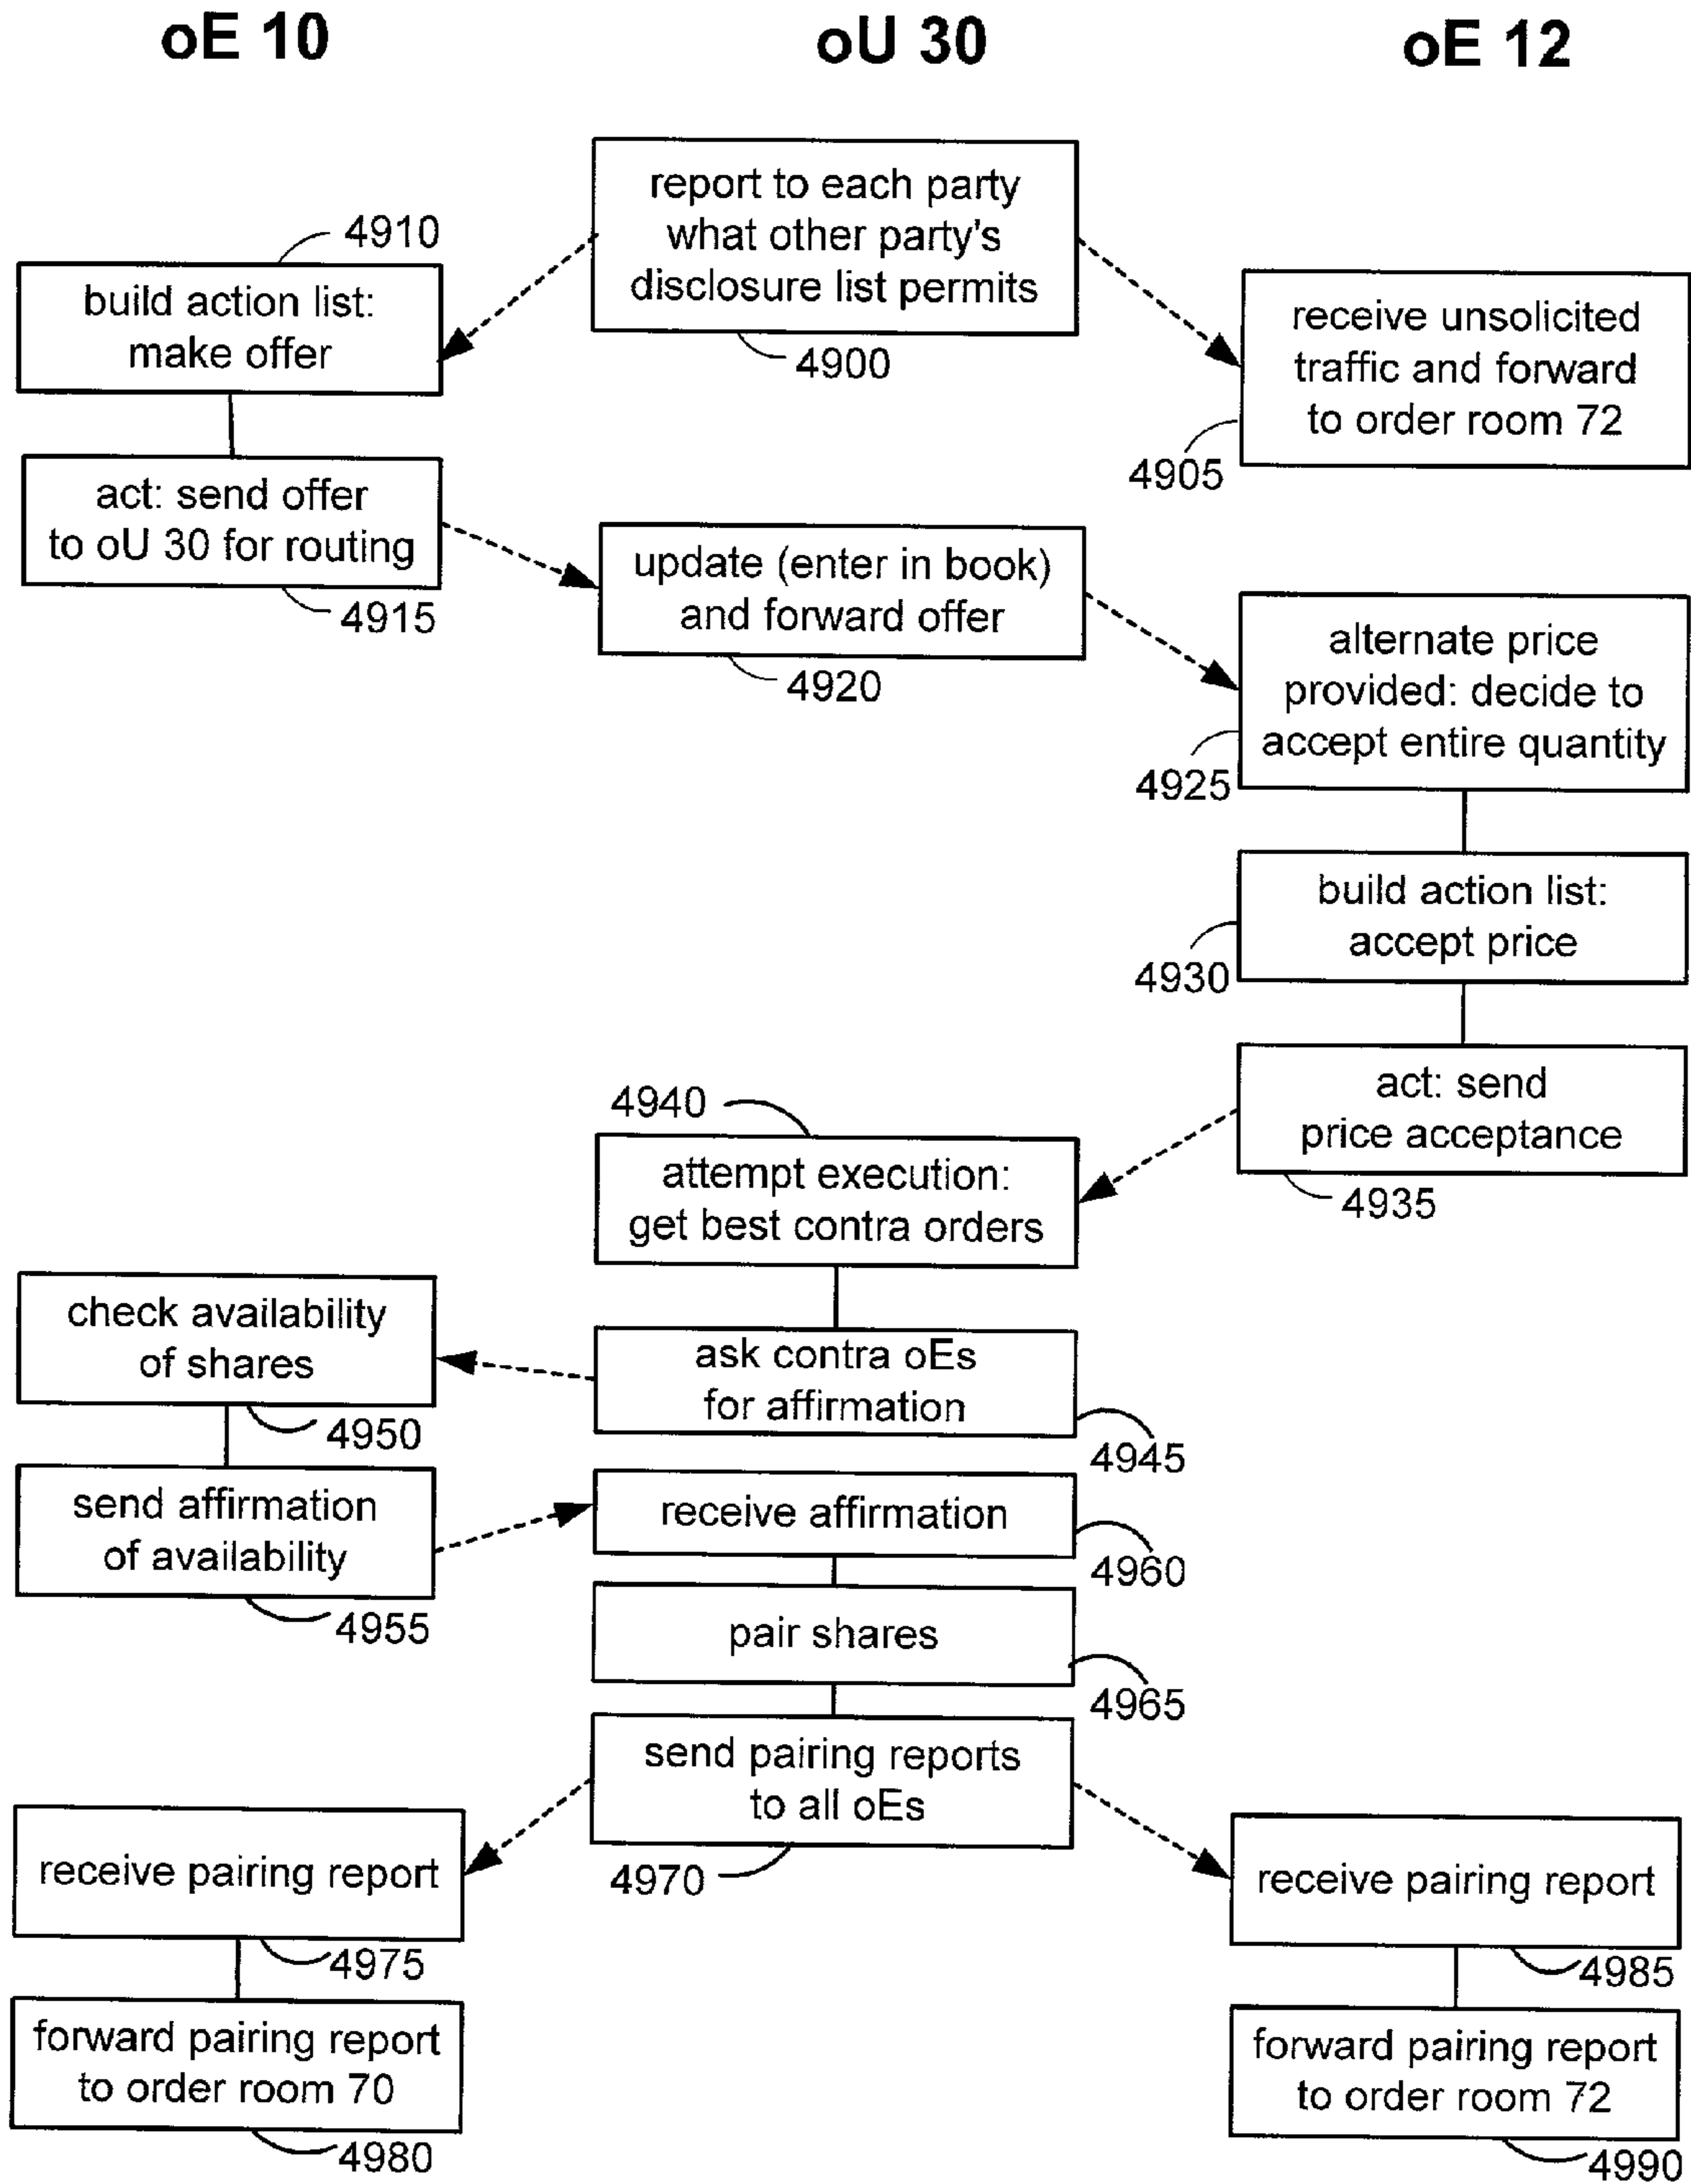 oE 10
oU 30
oE 12
report to each party
what other party's
disclosure list permits
4900
4910
build action list:
make offer
receive unsolicited
traffic and forward
to order room 72
4905
act: send offer
to oU 30 for routing
4915
update (enter in book)
and forward offer
4920
alternate price
provided: decide to
accept entire quantity
4925
build action list:
accept price
4930
act: send
price acceptance
4935
4940
attempt execution:
get best contra orders
ask contra oEs
for affirmation
4945
check availability
of shares
4950
send affirmation
of availability
4955
receive affirmation
4960
pair shares
4965
send pairing reports
to all oEs
4970
receive pairing report
4975
forward pairing report
to order room 70
4980
receive pairing report
4985
forward pairing report
to order room 72
4990